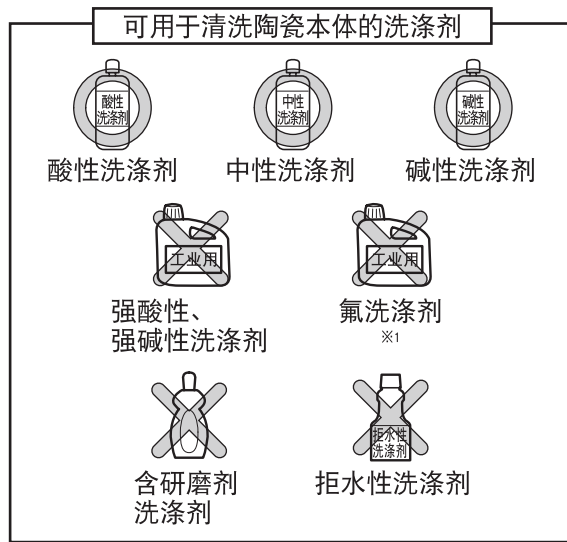 可用于清洗陶瓷本体的洗涤剂
酸性
洗涤剂
中性
洗涤剂
碱性
洗涤剂
酸性洗涤剂
中性洗涤剂
碱性洗涤剂
工业用
工业用
强酸性、
强碱性洗涤剂
氟洗涤剂
※1
拒水性
洗涤剂
含研磨剂
洗涤剂
拒水性洗涤剂